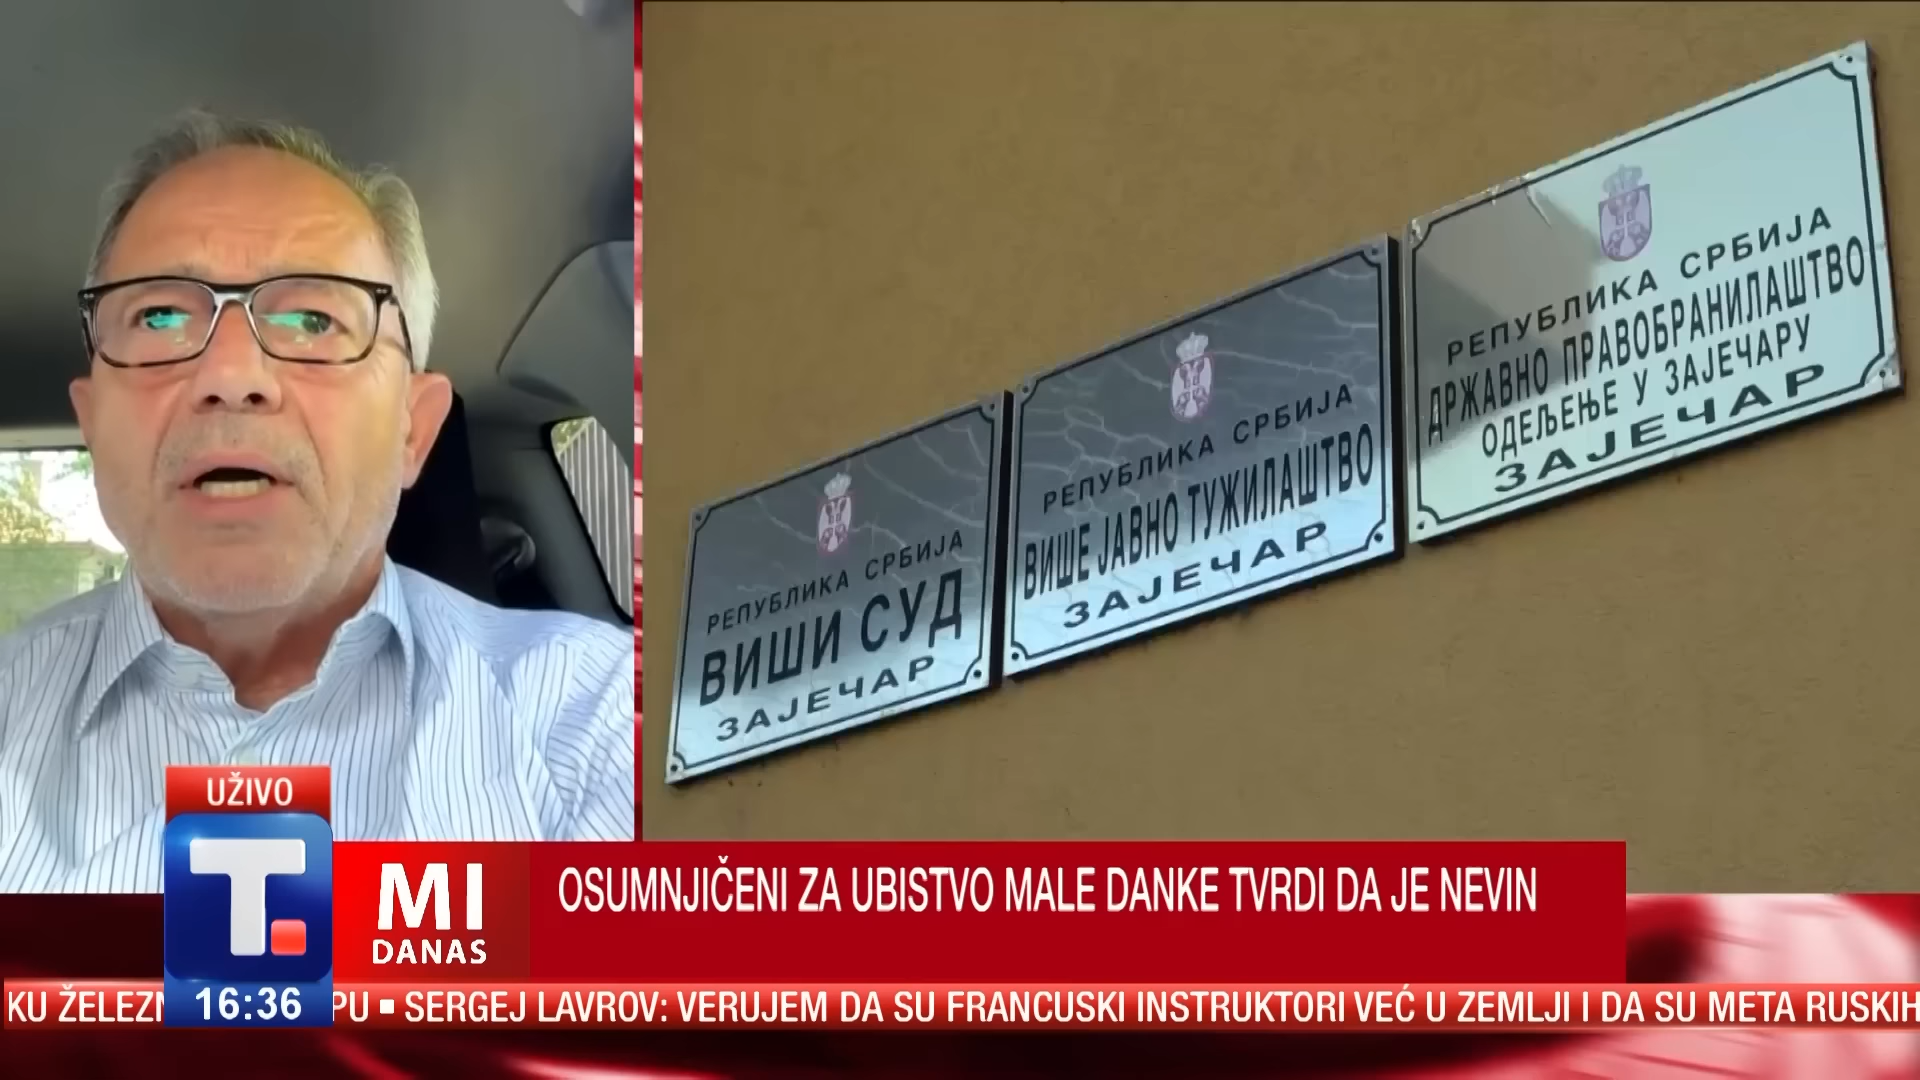 РЕПУБЛИКА СРБИЈА
ВИШИ СУД
ЗАЈЕЧАР
РЕПУБЛИКА СРБИЈА
ВИШЕ ЈАВНО ТУЖИЛАШТВО
ЗАЈЕЧАР
РЕПУБЛИКА СРБИЈА
ДРЖАВНО ПРАВОБРАНИЛАШТВО
ОДЕЉЕЊЕ У ЗАЈЕЧАРУ
ЗАЈЕЧАР
UŽIVO
T.
MI
DANAS
OSUMNJIČENI ZA UBISTVO MALE DANKE TVRDI DA JE NEVIN
16:36
KU ŽELEZN PU ▪ SERGEJ LAVROV: VERUJEM DA SU FRANCUSKI INSTRUKTORI VEĆ U ZEMLJI I DA SU META RUSKIH